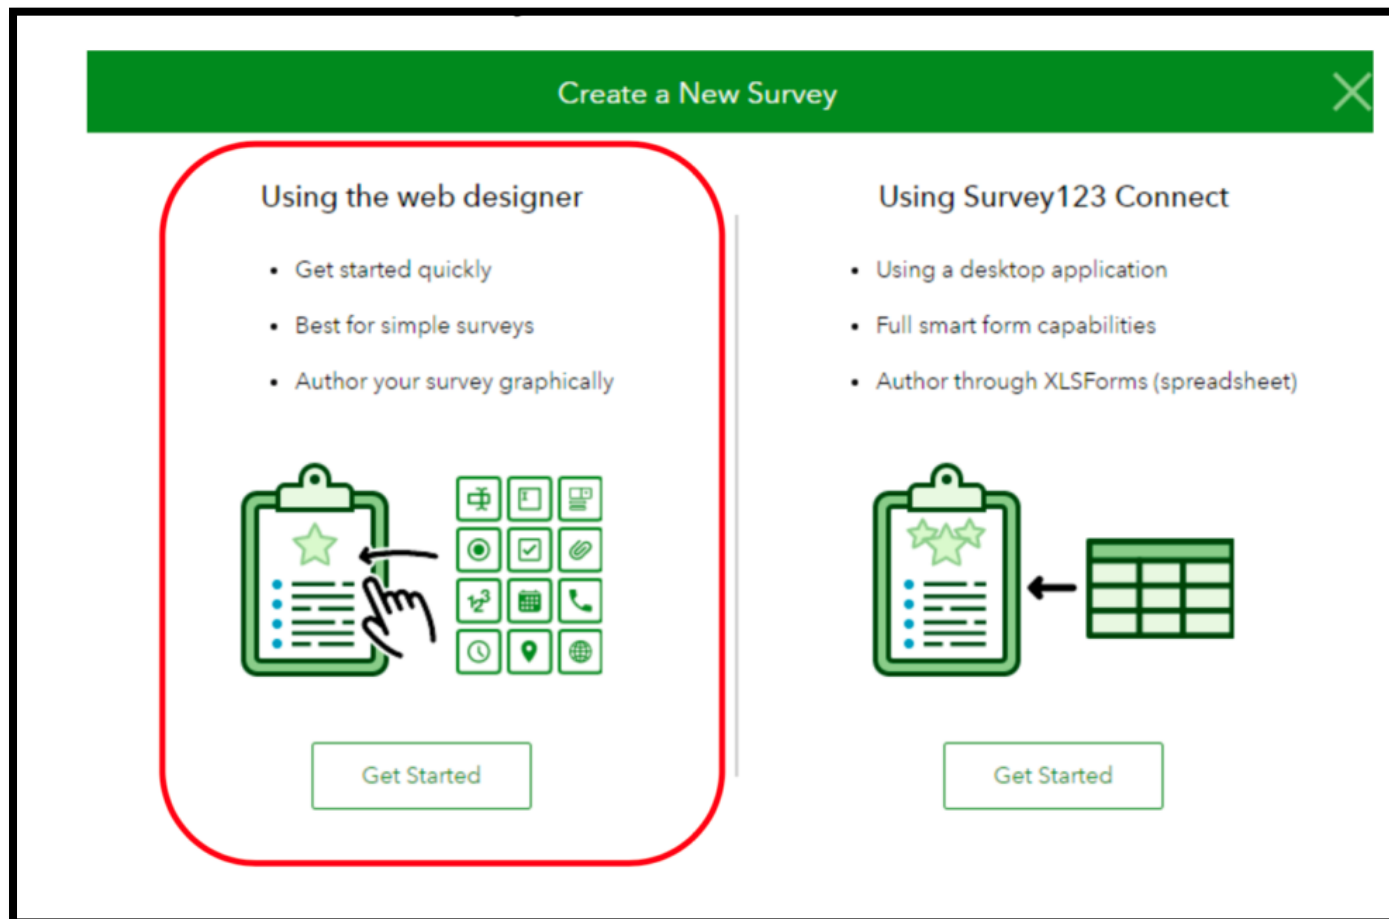 Create a New Survey
Using the web designer
• Get started quickly
• Best for simple surveys
• Author your survey graphically
Get Started
Using Survey123 Connect
• Using a desktop application
• Full smart form capabilities
• Author through XLSForms (spreadsheet)
Get Started